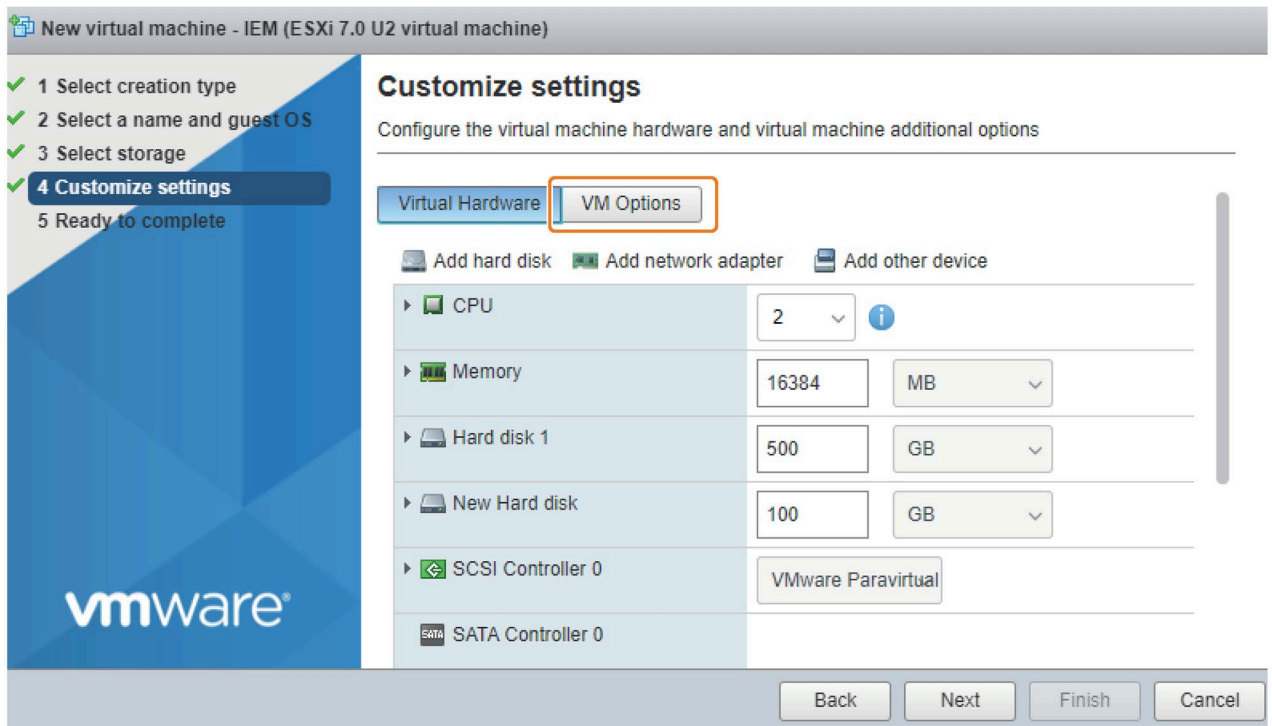 New virtual machine - IEM (ESXi 7.0 U2 virtual machine)
1 Select creation type
2 Select a name and guest OS
3 Select storage
4 Customize settings
5 Ready to complete
vmware®
Customize settings
Configure the virtual machine hardware and virtual machine additional options
Virtual Hardware VM Options
Add hard disk Add network adapter Add other device
CPU 2
Memory 16384 MB
Hard disk 1 500 GB
New Hard disk 100 GB
SCSI Controller 0 VMware Paravirtual
SATA SATA Controller 0
Back Next Finish Cancel